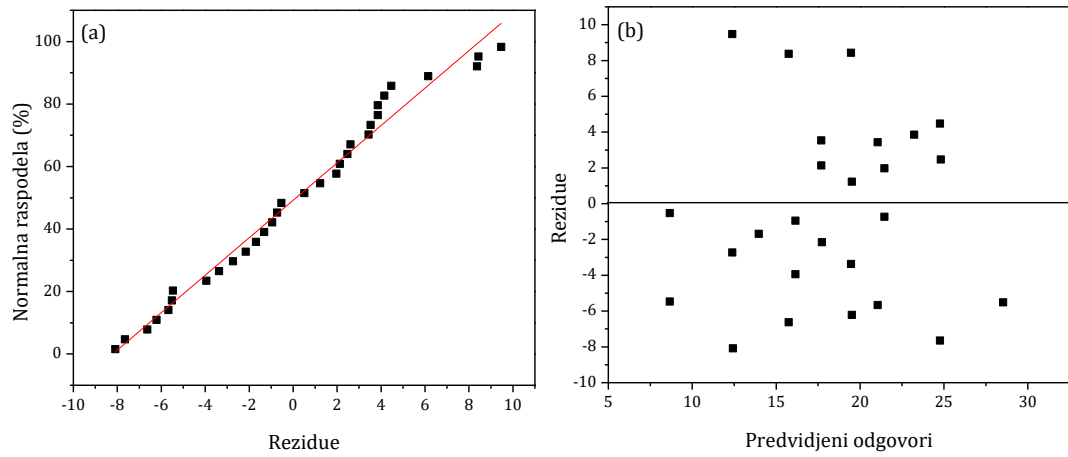 (a)
Normalna raspodela (%)
100
80
60
40
20
0
-10 -8 -6 -4 -2 0 2 4 6 8 10
Rezidue
(b)
Rezidue
10
8
6
4
2
0
-2
-4
-6
-8
-10
5 10 15 20 25 30
Predvidjeni odgovori